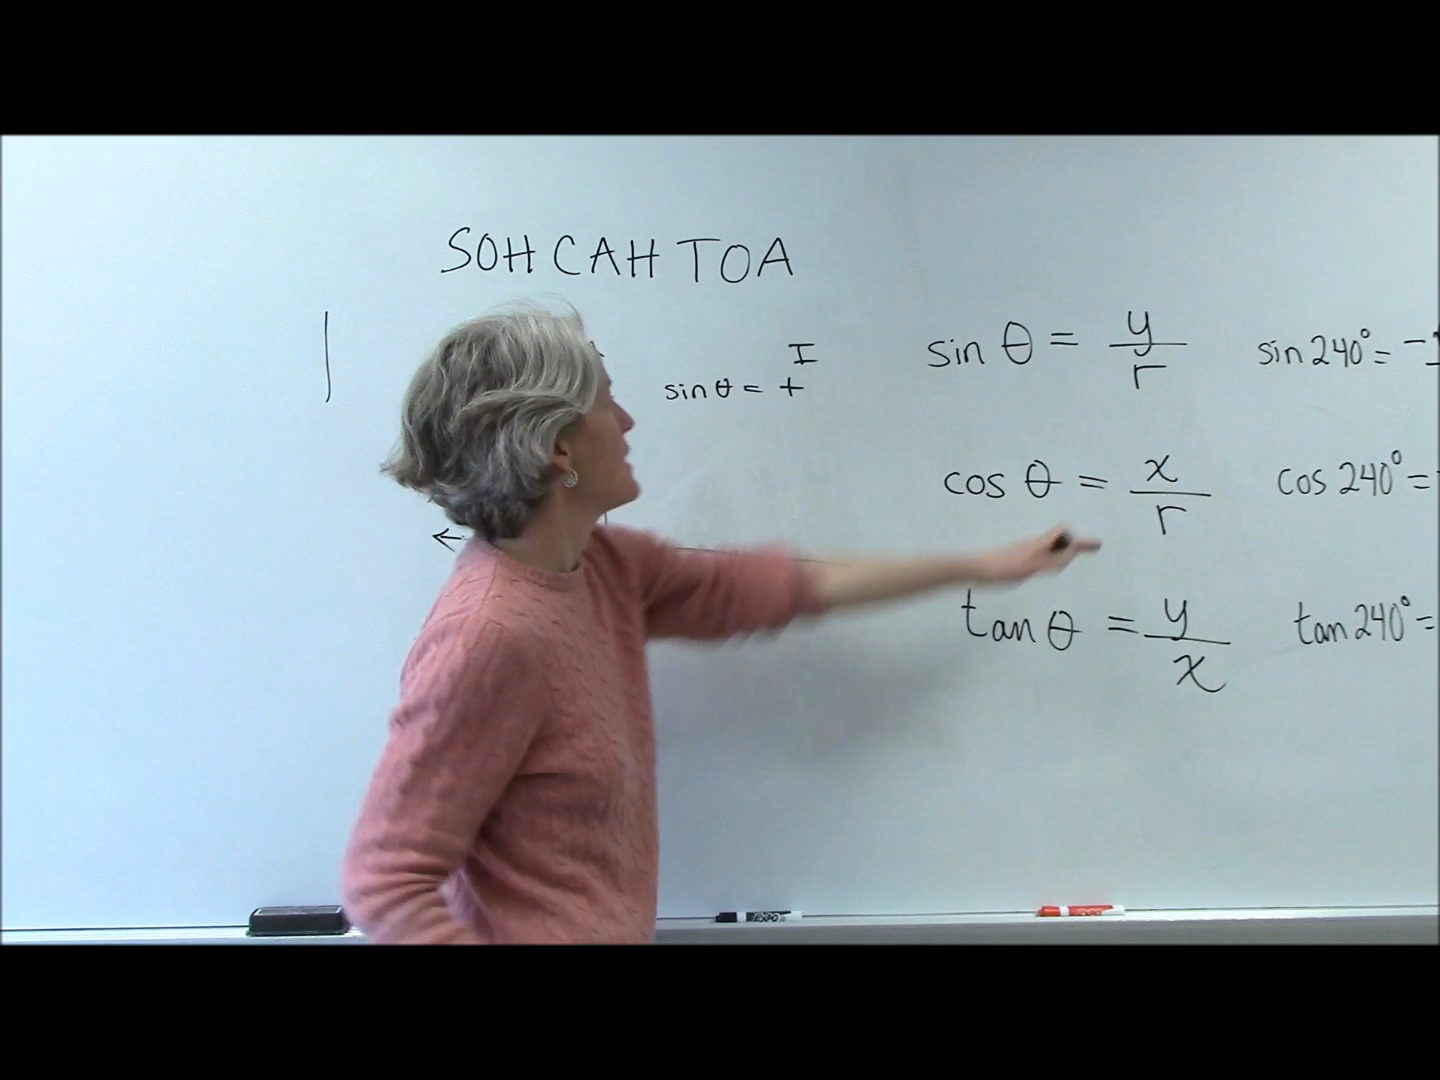 SOH CAH TOA
I
sin θ = +
sin θ = y/r
sin 240° = -
cos θ = x/r
cos 240° =
tan θ = y/x
tan 240° =
EXPO